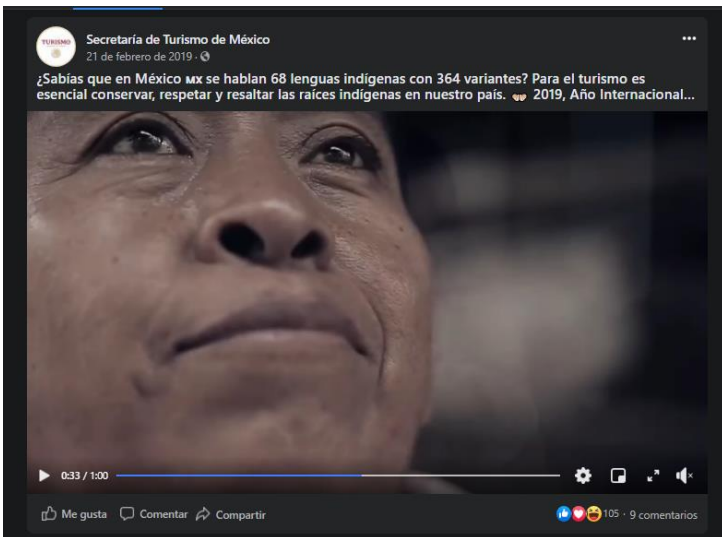 TURISMO
Secretaría de Turismo de México
21 de febrero de 2019 ·
¿Sabías que en México MX se hablan 68 lenguas indígenas con 364 variantes? Para el turismo es
esencial conservar, respetar y resaltar las raíces indígenas en nuestro país. 2019, Año Internacional...
0:33 / 1:00
Me gusta Comentar Compartir 105 · 9 comentarios